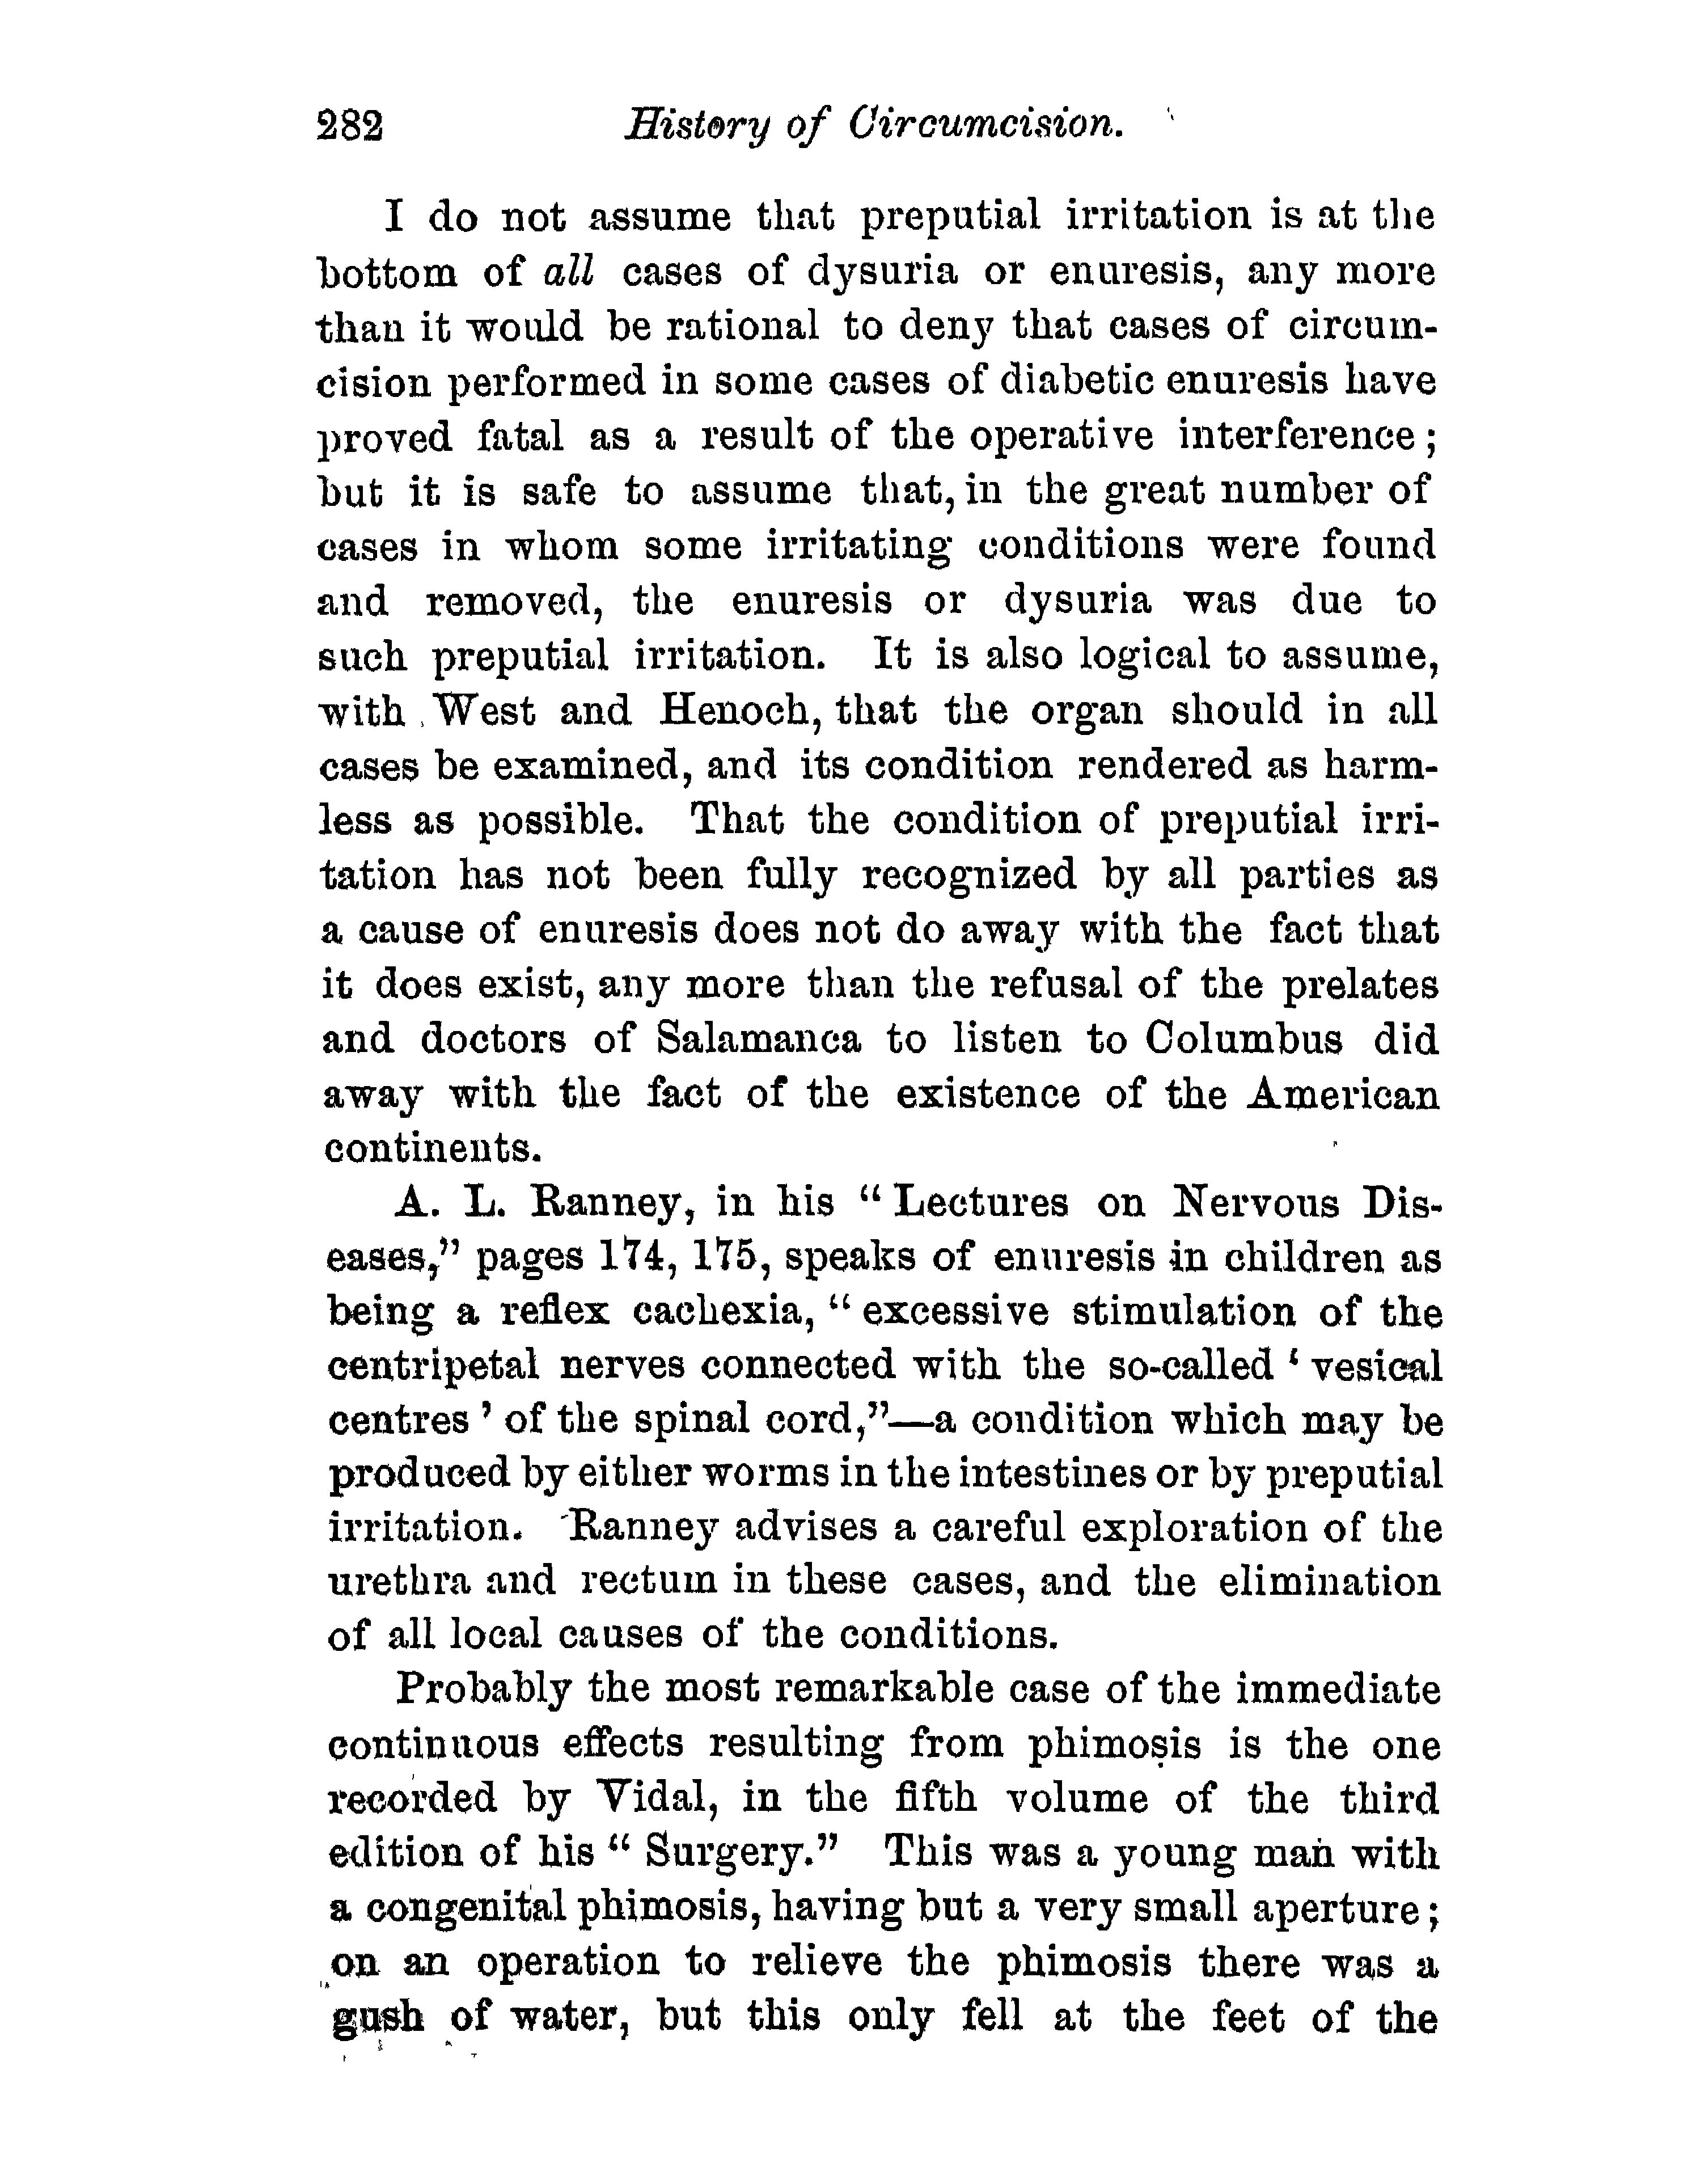 282 History of Circumcision.
I do not assume that preputial irritation is at the
bottom of all cases of dysuria or enuresis, any more
than it would be rational to deny that cases of circum-
cision performed in some cases of diabetic enuresis have
proved fatal as a result of the operative interference;
but it is safe to assume that, in the great number of
cases in whom some irritating conditions were found
and removed, the enuresis or dysuria was due to
such preputial irritation. It is also logical to assume,
with West and Henoch, that the organ should in all
cases be examined, and its condition rendered as harm-
less as possible. That the condition of preputial irri-
tation has not been fully recognized by all parties as
a cause of enuresis does not do away with the fact that
it does exist, any more than the refusal of the prelates
and doctors of Salamanca to listen to Columbus did
away with the fact of the existence of the American
continents.
A. L. Ranney, in his “Lectures on Nervous Dis-
eases,” pages 174, 175, speaks of enuresis in children as
being a reflex cachexia, “excessive stimulation of the
centripetal nerves connected with the so-called ‘vesical
centres’ of the spinal cord,”—a condition which may be
produced by either worms in the intestines or by preputial
irritation. Ranney advises a careful exploration of the
urethra and rectum in these cases, and the elimination
of all local causes of the conditions.
Probably the most remarkable case of the immediate
continuous effects resulting from phimosis is the one
recorded by Vidal, in the fifth volume of the third
edition of his “Surgery.” This was a young man with
a congenital phimosis, having but a very small aperture;
on an operation to relieve the phimosis there was a
gush of water, but this only fell at the feet of the